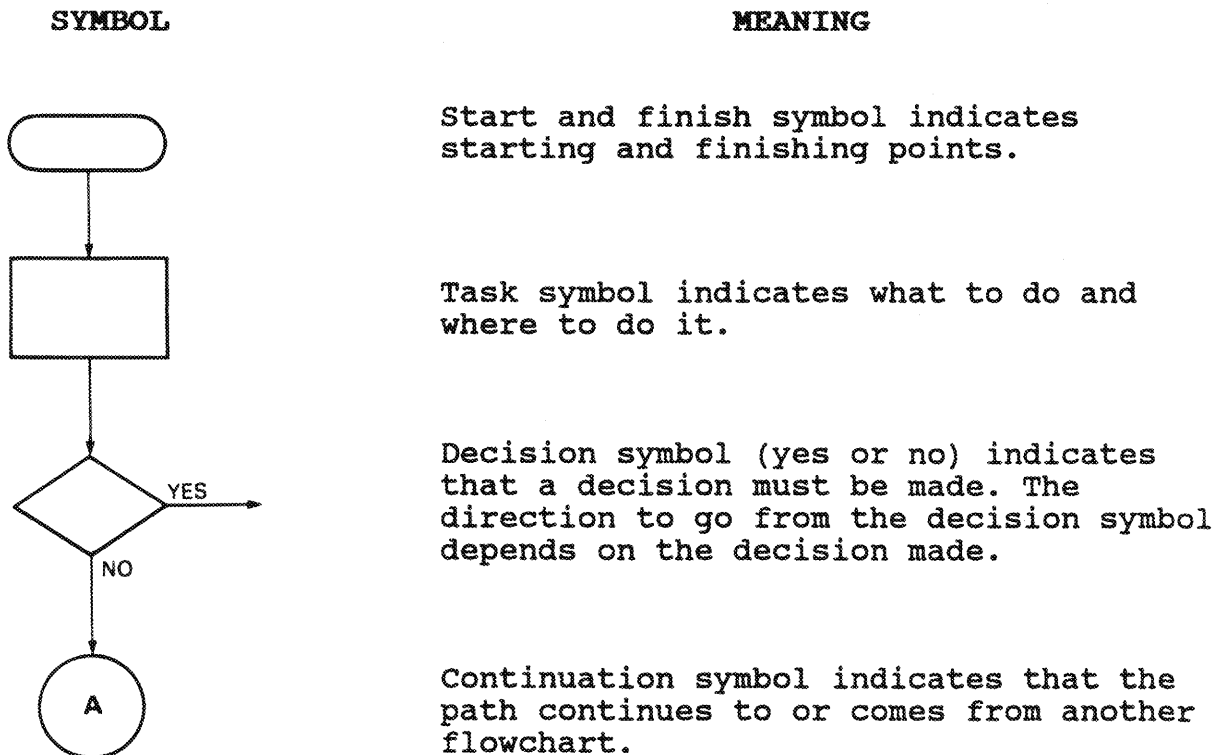 SYMBOL MEANING
Start and finish symbol indicates
starting and finishing points.
Task symbol indicates what to do and
where to do it.
Decision symbol (yes or no) indicates
that a decision must be made. The
direction to go from the decision symbol
depends on the decision made.
YES
NO
Continuation symbol indicates that the
path continues to or comes from another
flowchart.
A